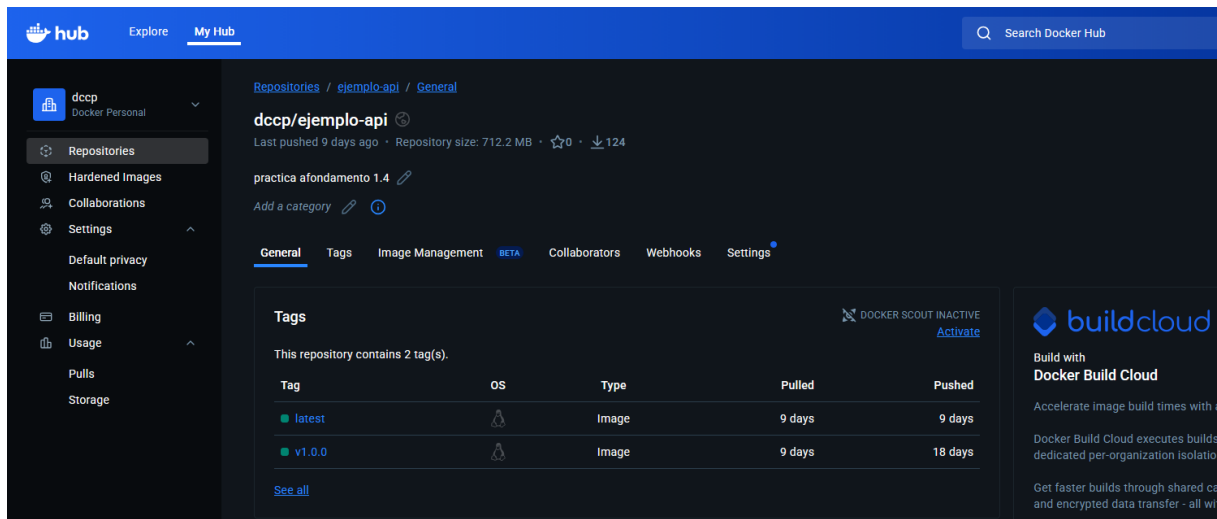 hub Explore My Hub Search Docker Hub
dccp
Docker Personal
Repositories
Hardened Images
Collaborations
Settings
Default privacy
Notifications
Billing
Usage
Pulls
Storage
Repositories / ejemplo-api / General
dccp/ejemplo-api
Last pushed 9 days ago · Repository size: 712.2 MB · 0 · 124
practica afondamento 1.4
Add a category
General Tags Image Management BETA Collaborators Webhooks Settings
Tags
DOCKER SCOUT INACTIVE
Activate
This repository contains 2 tag(s).
Tag OS Type Pulled Pushed
latest Image 9 days 9 days
v1.0.0 Image 9 days 18 days
See all
buildcloud
Build with
Docker Build Cloud
Accelerate image build times with a
Docker Build Cloud executes builds
dedicated per-organization isolatio
Get faster builds through shared ca
and encrypted data transfer - all wi